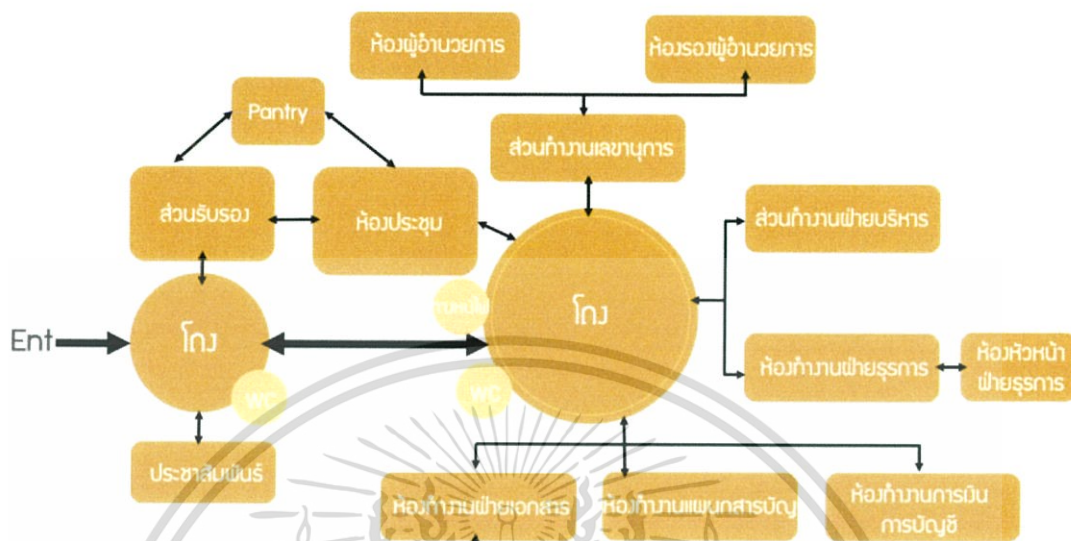 ห้องผู้อำนวยการ
ห้องรองผู้อำนวยการ
Pantry
ส่วนทำงานเลขานุการ
ส่วนรับรอง
ห้องประชุม
ส่วนทำงานฝ่ายบริหาร
Ent
โถง
โถง
ห้องทำงานฝ่ายธุรการ
ห้องหัวหน้า
ฝ่ายธุรการ
WC
WC
ประชาสัมพันธ์
ห้องทำงานฝ่ายเอกสาร
ห้องทำงานแผนกสารบัญ
ห้องทำงานการเงิน
การบัญชี